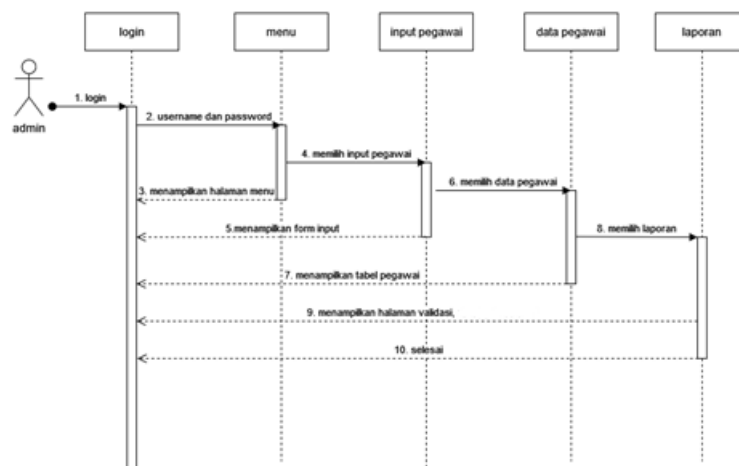 login
menu
input pegawai
data pegawai
laporan
admin
1. login
2. username dan password
4. memilih input pegawai
3. menampilkan halaman menu
6. memilih data pegawai
5.menampilkan form input
8. memilih laporan
7. menampilkan tabel pegawai
9. menampilkan halaman validasi,
10. selesai